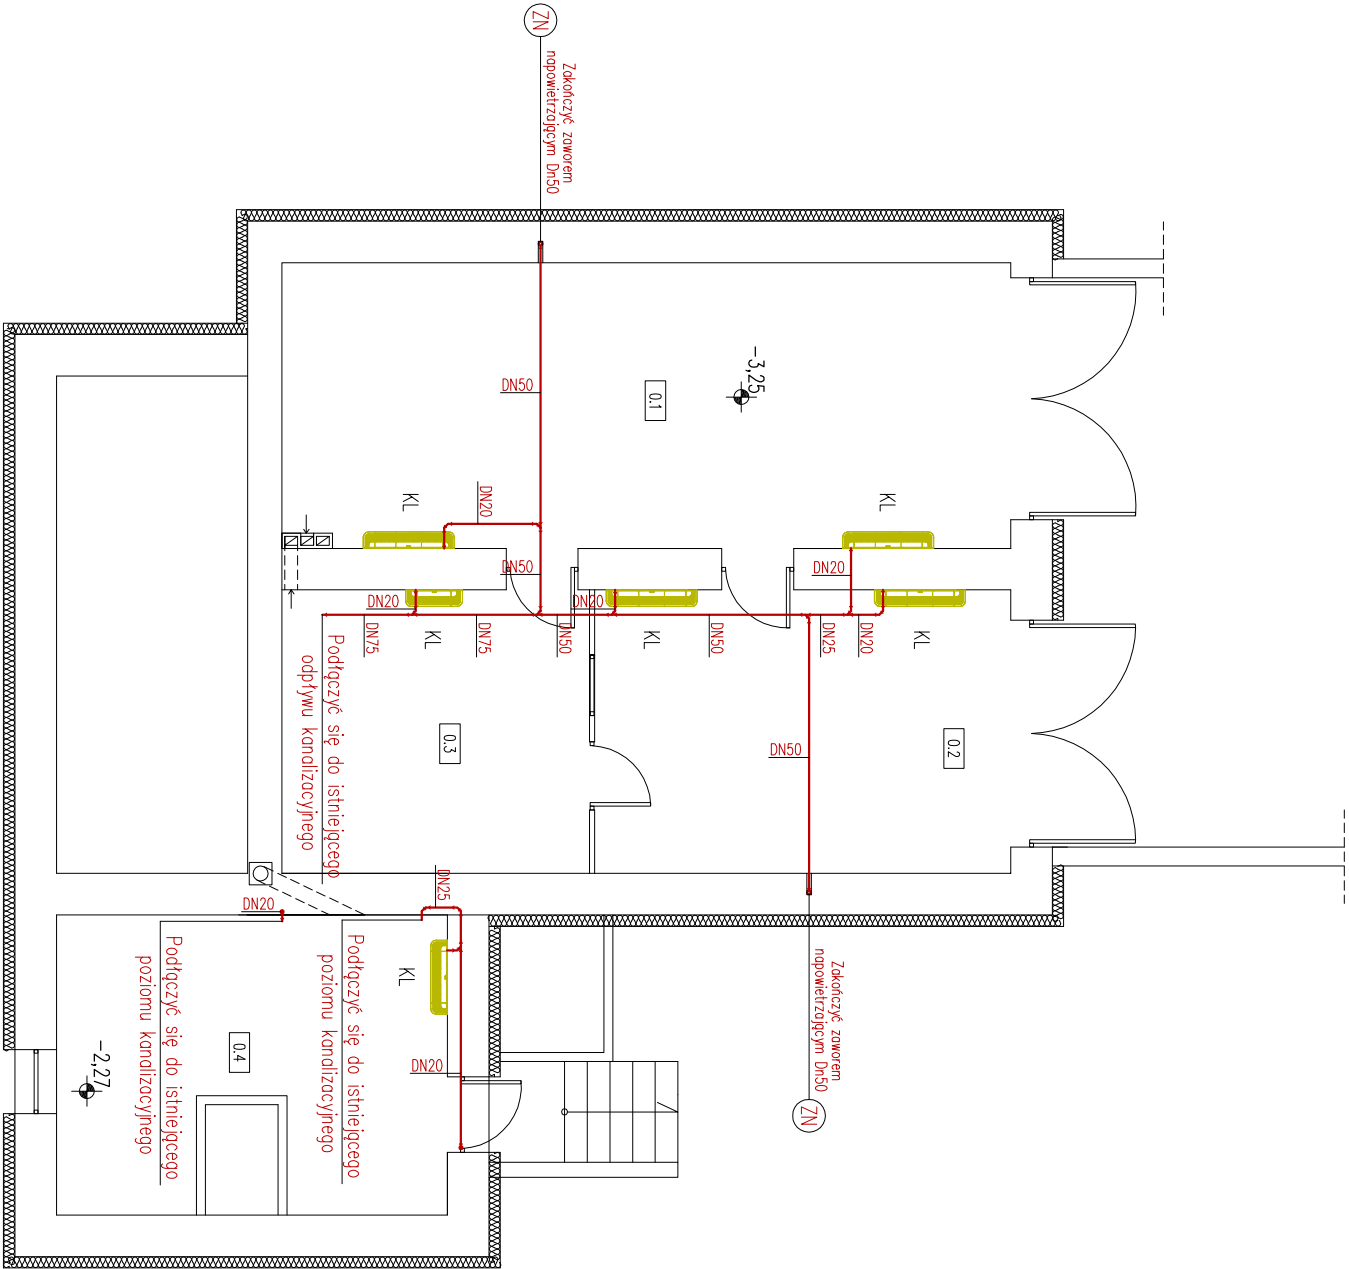 ZN
Zakończyć zaworem
napowietrzającym Dn50
-3,25
DN50
0.1
KL
DN20
KL
DN50
DN20
DN20
DN20
DN75
KL
DN75
DN50
KL
DN50
DN25
DN20
KL
Podłączyć się do istniejącego
odpływu kanalizacyjnego
0.3
0.2
DN50
DN25
DN20
KL
Podłączyć się do istniejącego
poziomu kanalizacyjnego
Podłączyć się do istniejącego
poziomu kanalizacyjnego
Zakończyć zaworem
napowietrzającym Dn50
ZN
0.4
-2,27
DN20